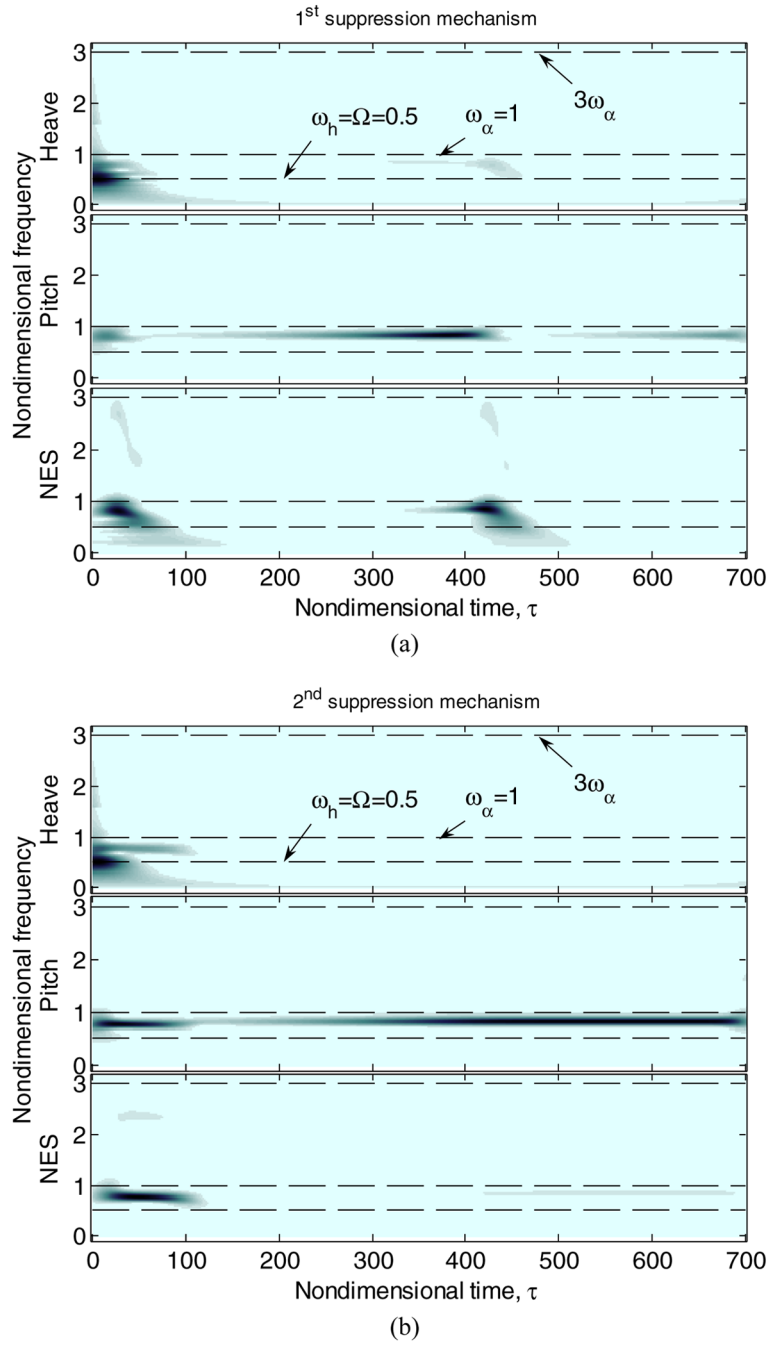 1st suppression mechanism
3
2
1
0
Heave
3ωα
ωh=Ω=0.5
ωα=1
3
2
1
0
Pitch
Nondimensional frequency
3
2
1
0
NES
0 100 200 300 400 500 600 700
Nondimensional time, τ
(a)
2nd suppression mechanism
3
2
1
0
Heave
3ωα
ωh=Ω=0.5
ωα=1
3
2
1
0
Pitch
Nondimensional frequency
3
2
1
0
NES
0 100 200 300 400 500 600 700
Nondimensional time, τ
(b)